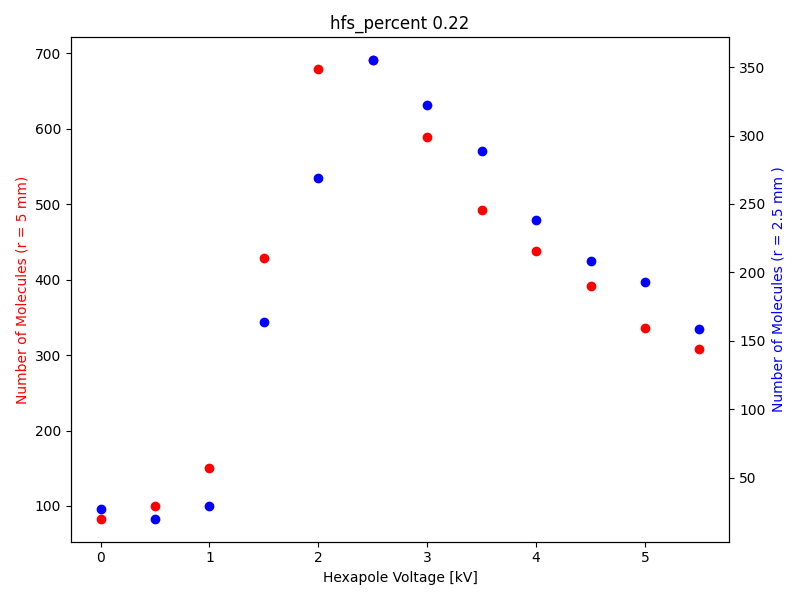 hfs_percent 0.22
700
600
500
400
300
200
100
Number of Molecules (r = 5 mm)
350
300
250
200
150
100
50
Number of Molecules (r = 2.5 mm )
0 1 2 3 4 5
Hexapole Voltage [kV]